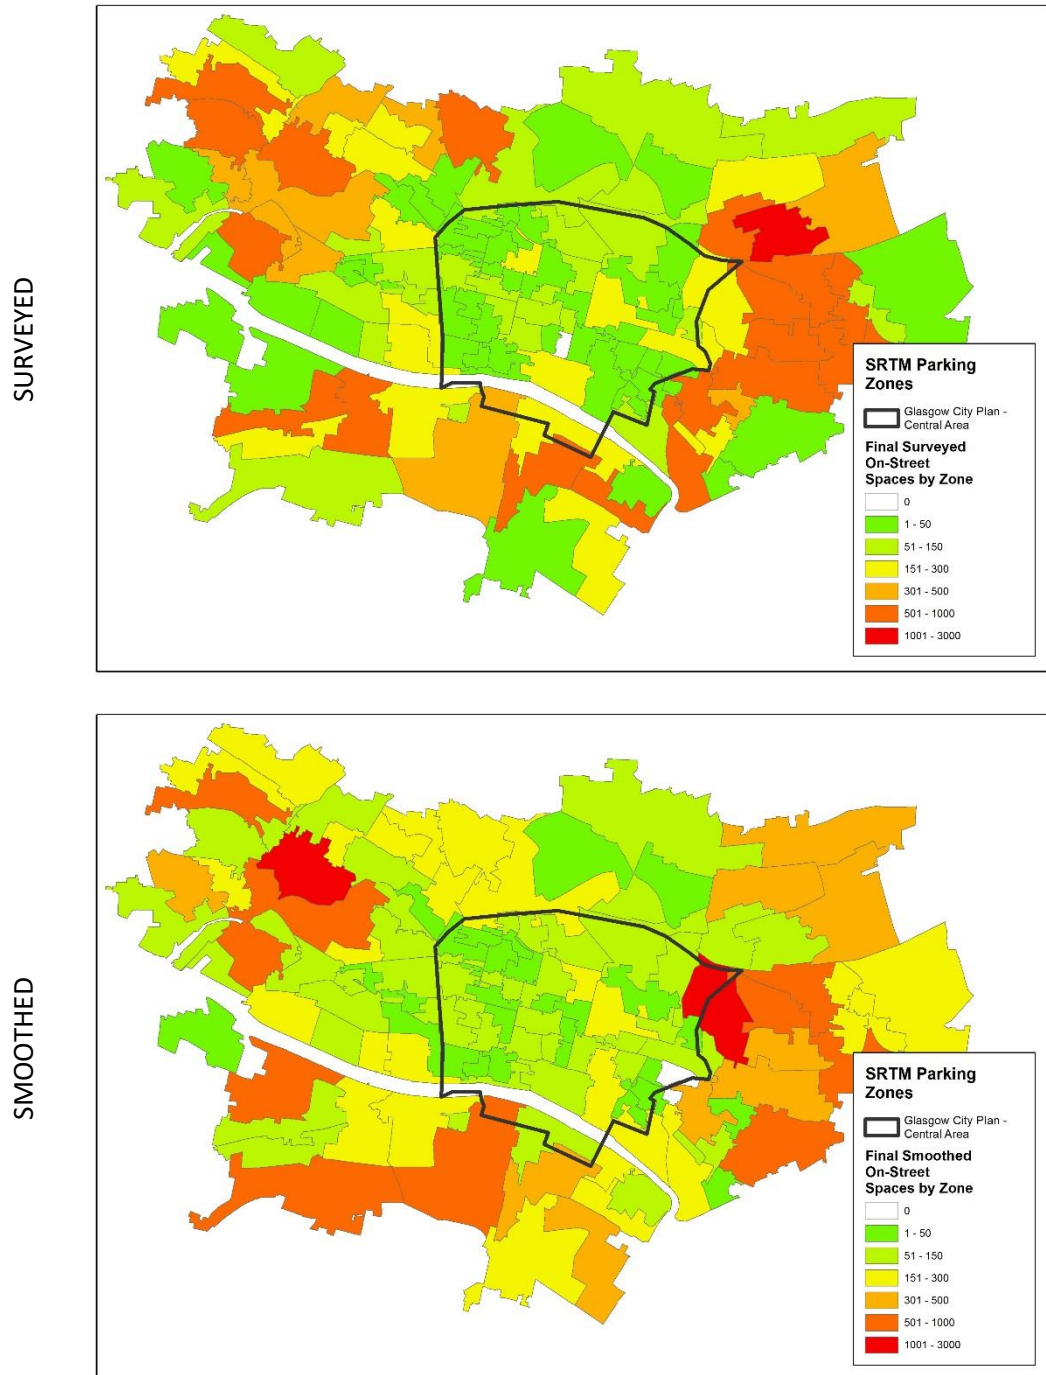 SURVEYED
SRTM Parking
Zones
Glasgow City Plan -
Central Area
Final Surveyed
On-Street
Spaces by Zone
0
1 - 50
51 - 150
151 - 300
301 - 500
501 - 1000
1001 - 3000
SMOOTHED
SRTM Parking
Zones
Glasgow City Plan -
Central Area
Final Smoothed
On-Street
Spaces by Zone
0
1 - 50
51 - 150
151 - 300
301 - 500
501 - 1000
1001 - 3000